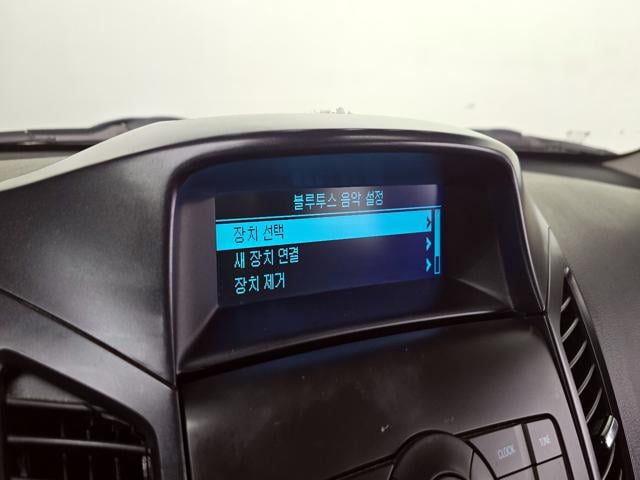 블루투스 음악 설정
장치 선택
새 장치 연결
장치 제거
CLOCK
TONE